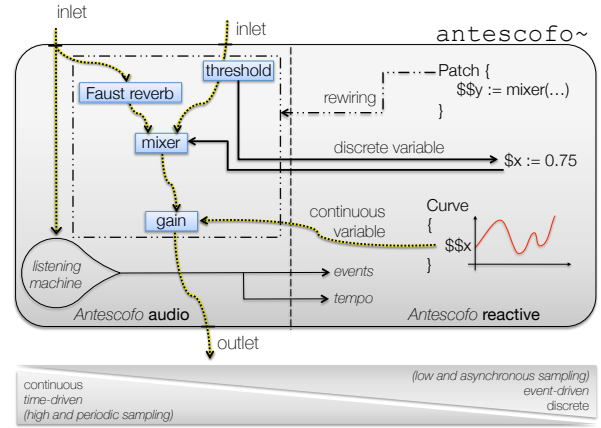 inlet
inlet
antescofo~
threshold
Patch {
Faust reverb
$$y := mixer(…)
rewiring
}
mixer
discrete variable
$x := 0.75
continuous
variable
Curve
{
gain
$$x
}
listening
machine
events
tempo
Antescofo audio
Antescofo reactive
outlet
continuous
time-driven
(high and periodic sampling)
(low and asynchronous sampling)
event-driven
discrete